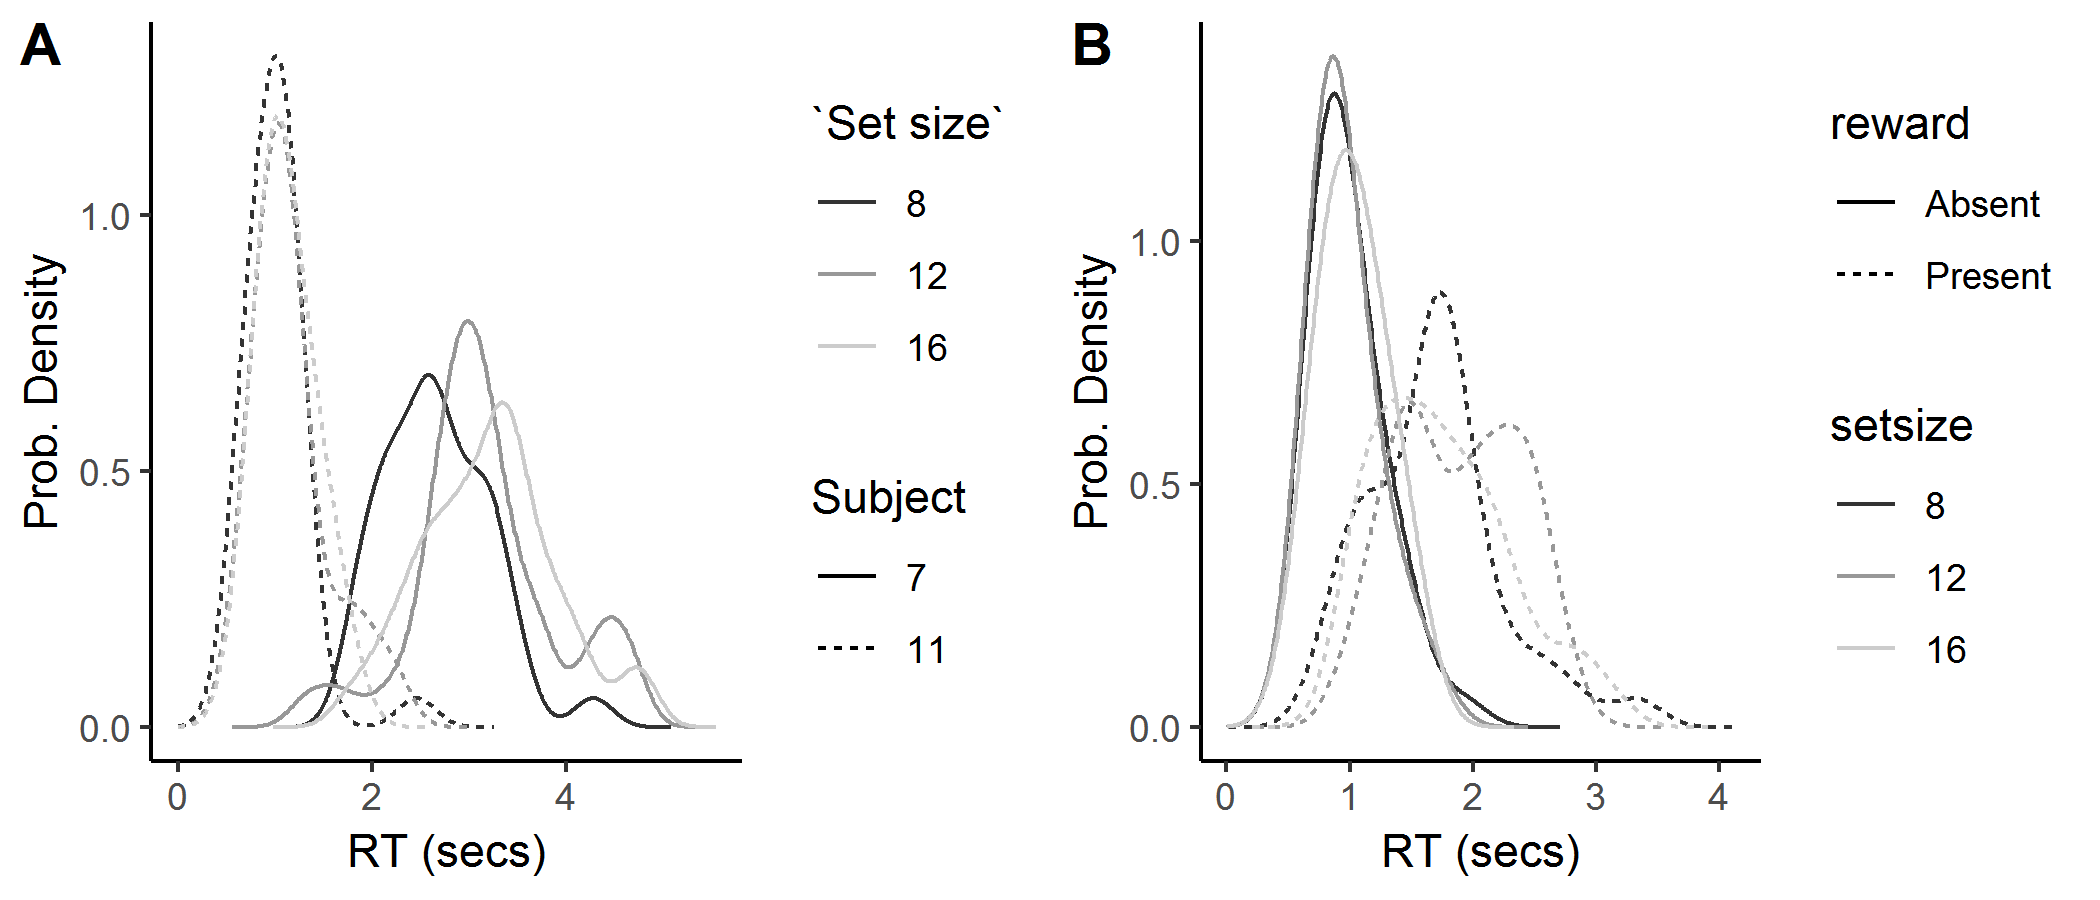 A
Prob. Density
1.0
0.5
0.0
0
2
4
RT (secs)
`Set size`
8
12
16
Subject
7
11
B
Prob. Density
1.0
0.5
0.0
0
1
2
3
4
RT (secs)
reward
Absent
Present
setsize
8
12
16